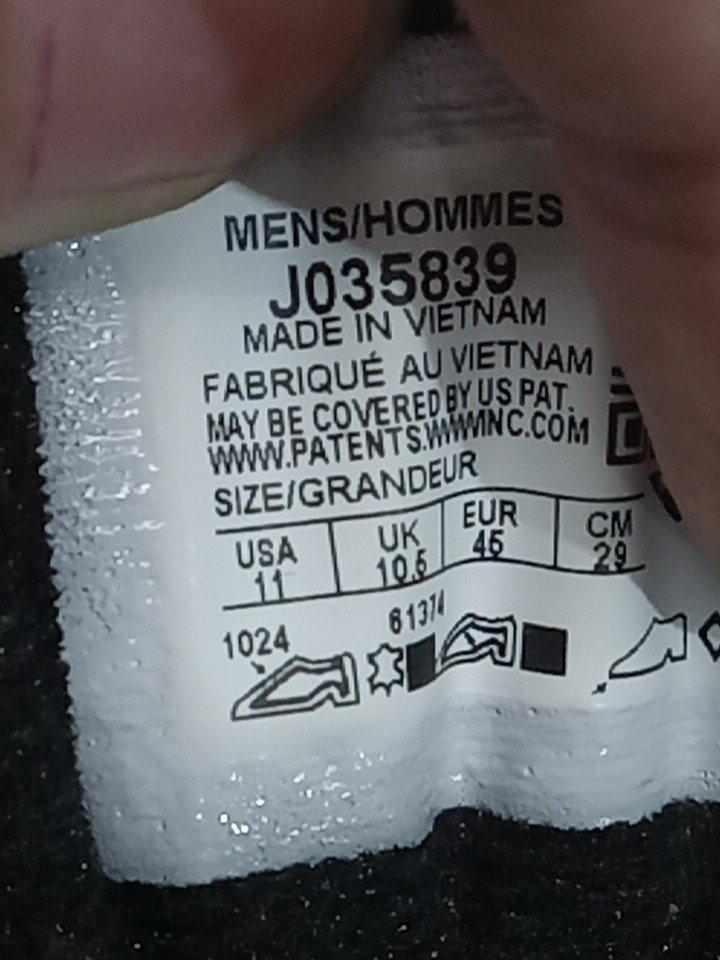 MENS/HOMMES
J035839
MADE IN VIETNAM
FABRIQUÉ AU VIETNAM
MAY BE COVERED BY US PAT.
WWW.PATENTS.WWWINC.COM
SIZE/GRANDEUR
USA UK EUR CM
11 10.5 45 29
1024 61374